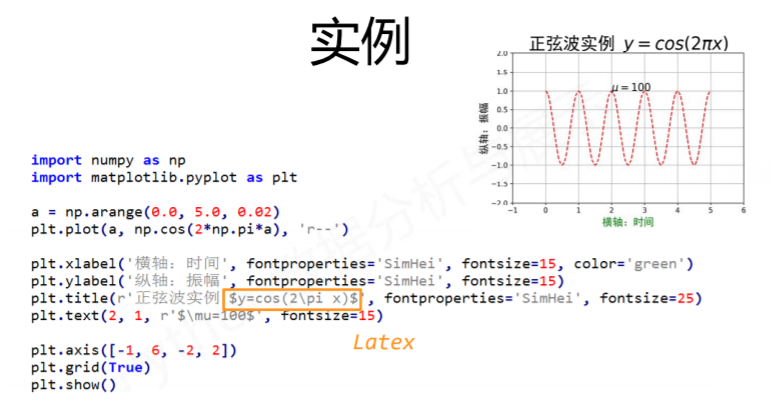 实例
正弦波实例 y = cos(2πx)
2.0
1.5
1.0
0.5
0.0
−0.5
−1.0
−1.5
−2.0
μ = 100
纵轴：振幅
−1 0 1 2 3 4 5 6
横轴：时间
import numpy as np
import matplotlib.pyplot as plt
a = np.arange(0.0, 5.0, 0.02)
plt.plot(a, np.cos(2*np.pi*a), 'r--')
plt.xlabel('横轴：时间', fontproperties='SimHei', fontsize=15, color='green')
plt.ylabel('纵轴：振幅', fontproperties='SimHei', fontsize=15)
plt.title(r'正弦波实例 $y=cos(2\pi x)$', fontproperties='SimHei', fontsize=25)
plt.text(2, 1, r'$\mu=100$', fontsize=15)
Latex
plt.axis([-1, 6, -2, 2])
plt.grid(True)
plt.show()